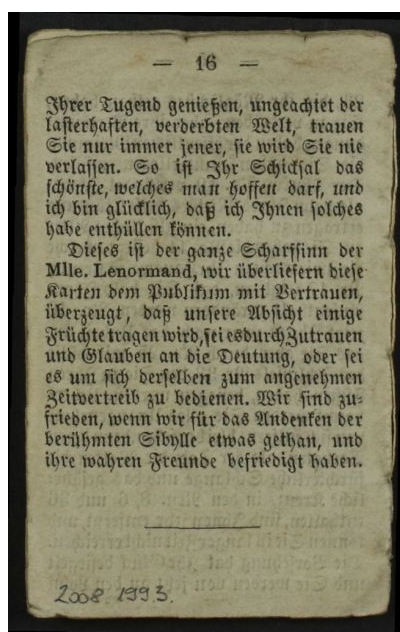 — 16 —
Ihrer Tugend genießen, ungeachtet der
lasterhaften, verderbten Welt, trauen
Sie nur immer jener, sie wird Sie nie
verlassen. So ist Ihr Schicksal das
schönste, welches man hoffen darf, und
ich bin glücklich, daß ich Ihnen solches
habe enthüllen können.
Dieses ist der ganze Scharfsinn der
Mlle. Lenormand, wir überliefern diese
Karten dem Publikum mit Vertrauen,
überzeugt, daß unsere Absicht einige
Früchte tragen wird, sei es durch Zutrauen
und Glauben an die Deutung, oder sei
es um sich derselben zum angenehmen
Zeitvertreib zu bedienen. Wir sind zu-
frieden, wenn wir für das Andenken der
berühmten Sibylle etwas gethan, und
ihre wahren Freunde befriedigt haben.
2008 1993.